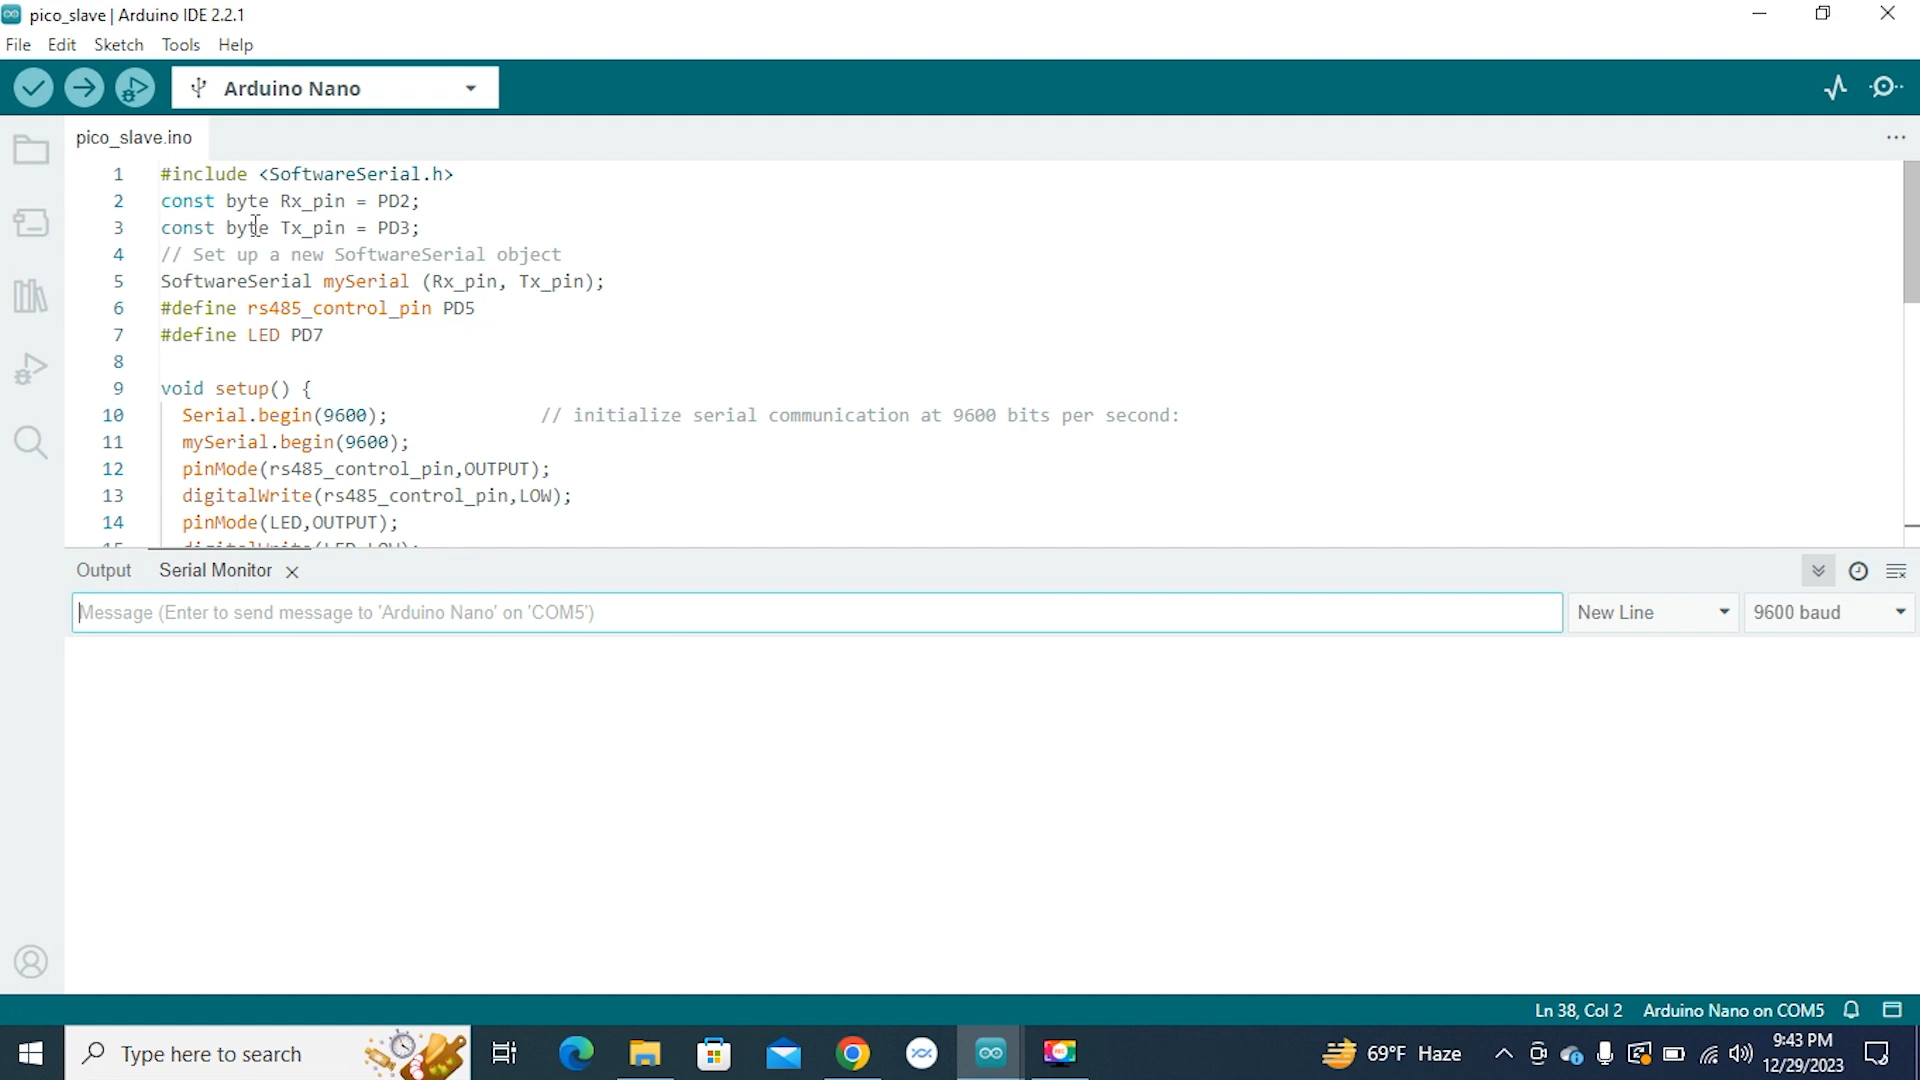 pico_slave | Arduino IDE 2.2.1
File Edit Sketch Tools Help
Arduino Nano
pico_slave.ino
1 #include <SoftwareSerial.h>
2 const byte Rx_pin = PD2;
3 const byte Tx_pin = PD3;
4 // Set up a new SoftwareSerial object
5 SoftwareSerial mySerial (Rx_pin, Tx_pin);
6 #define rs485_control_pin PD5
7 #define LED PD7
8
9 void setup() {
10 Serial.begin(9600); // initialize serial communication at 9600 bits per second:
11 mySerial.begin(9600);
12 pinMode(rs485_control_pin,OUTPUT);
13 digitalWrite(rs485_control_pin,LOW);
14 pinMode(LED,OUTPUT);
Output Serial Monitor
Message (Enter to send message to 'Arduino Nano' on 'COM5') New Line 9600 baud
Ln 38, Col 2 Arduino Nano on COM5
Type here to search 69°F Haze 9:43 PM
12/29/2023